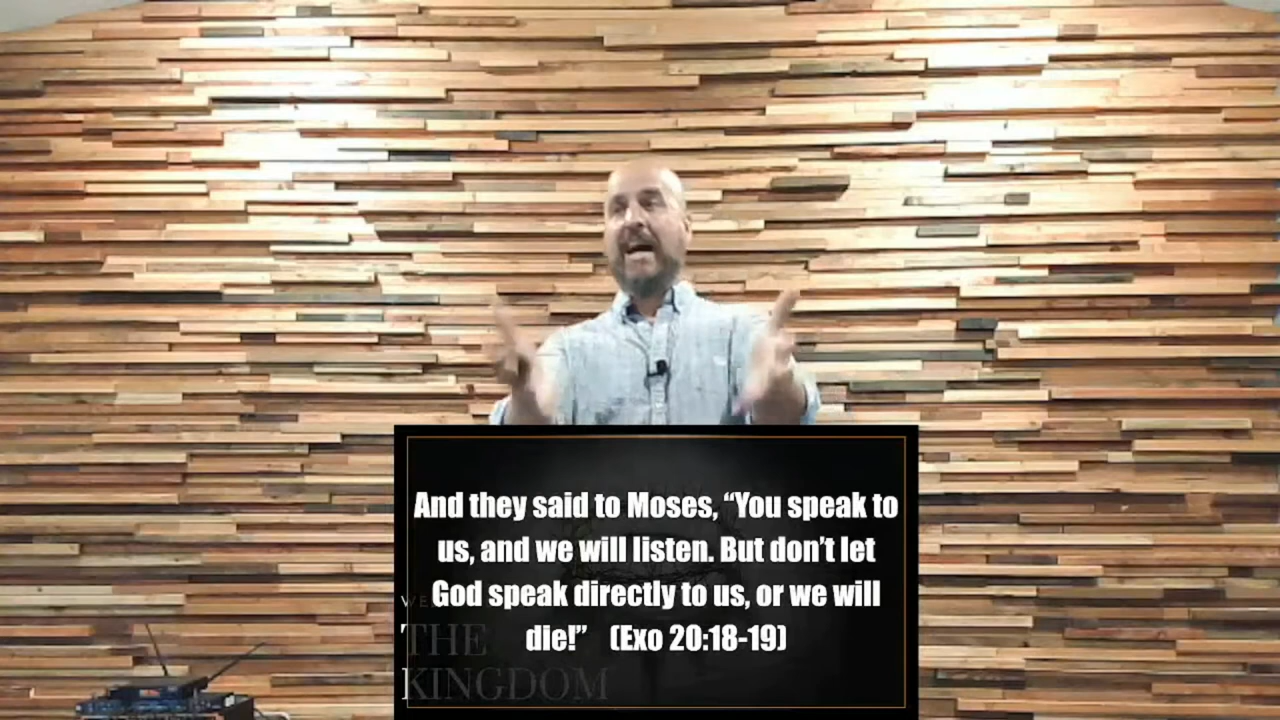 And they said to Moses, “You speak to
us, and we will listen. But don’t let
God speak directly to us, or we will
die!” (Exo 20:18-19)
THE
KINGDOM